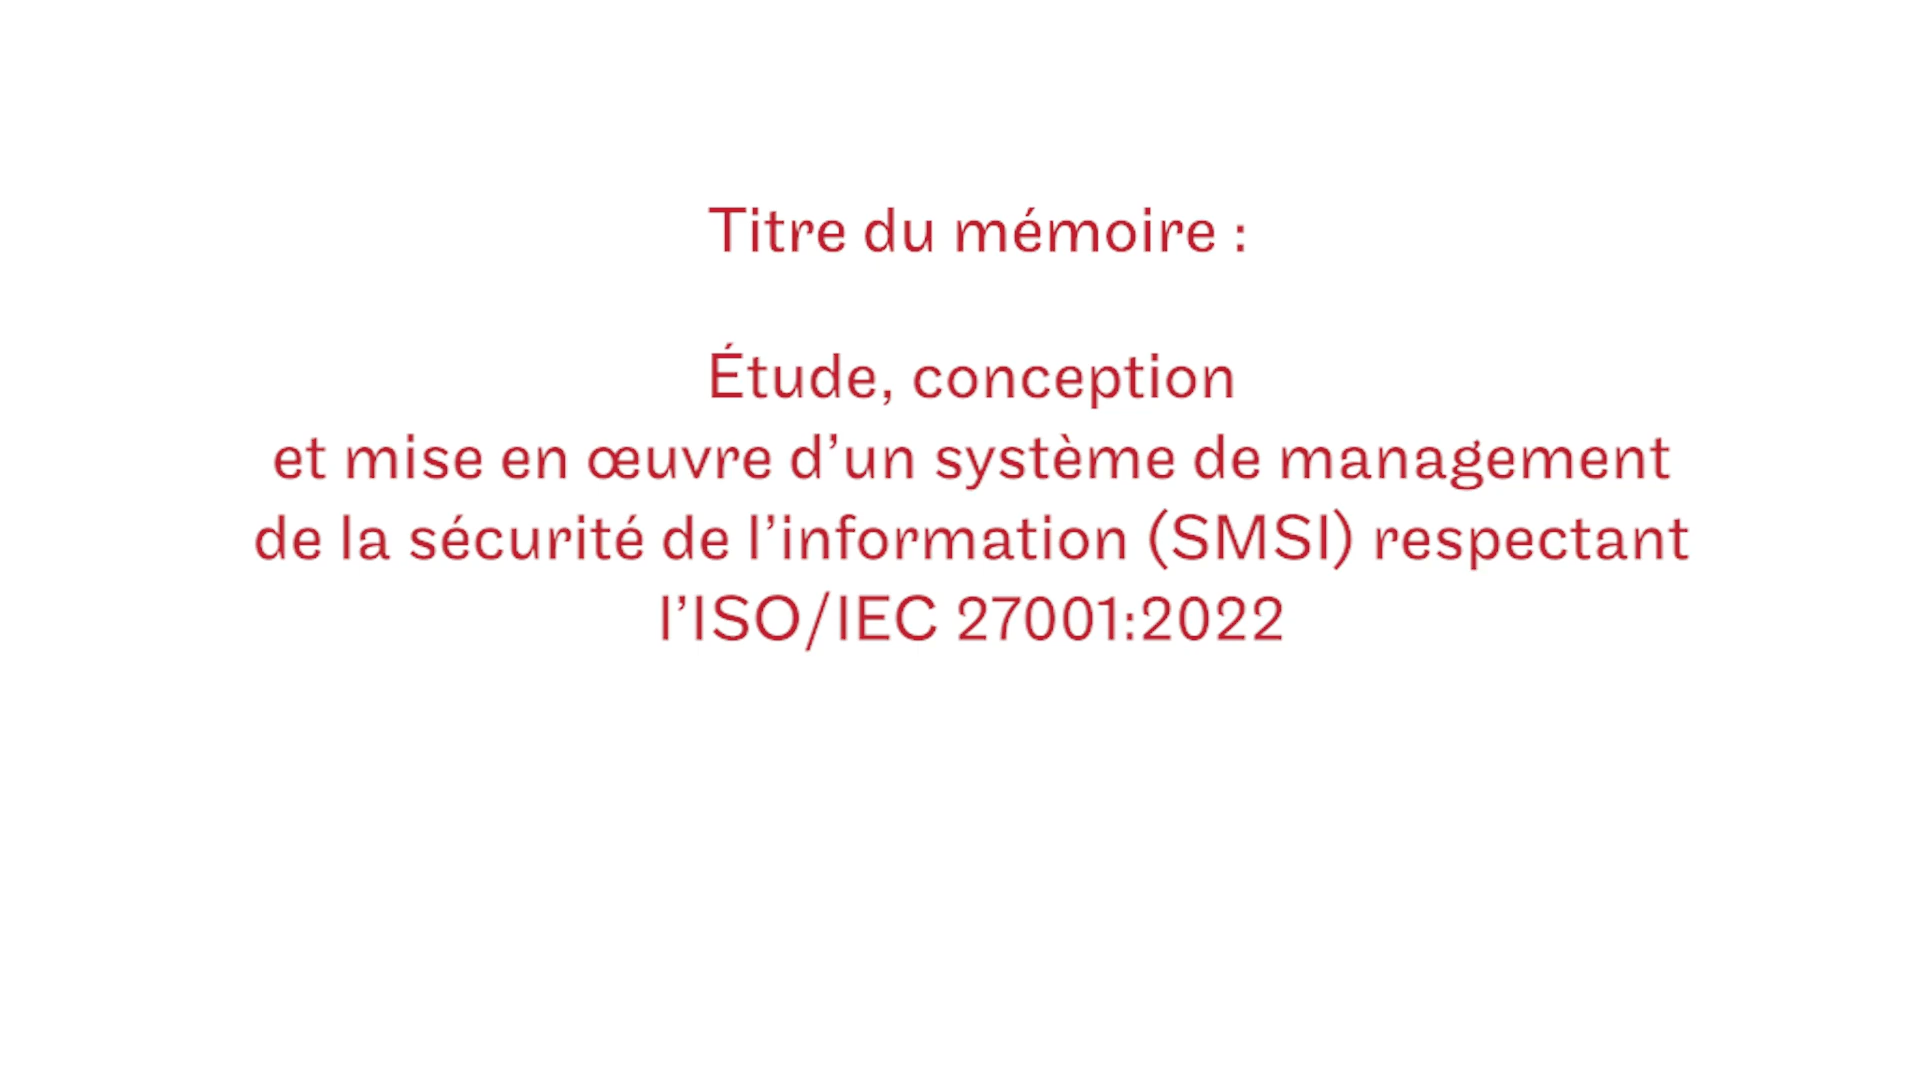 Titre du mémoire :
Étude, conception
et mise en œuvre d’un système de management
de la sécurité de l’information (SMSI) respectant
l’ISO/IEC 27001:2022